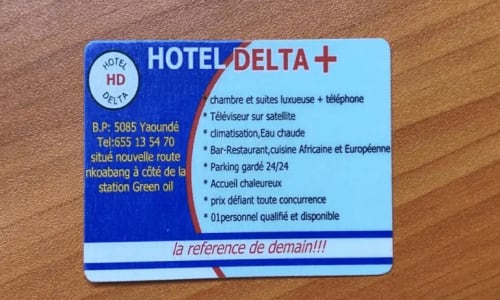 HOTEL DELTA +
HOTEL
HD
DELTA
B.P: 5085 Yaoundé
Tel:655 13 54 70
situé nouvelle route
nkoabang à côté de la
station Green oil
* chambre et suites luxueuse + téléphone
* Téléviseur sur satellite
* climatisation,Eau chaude
* Bar-Restaurant,cuisine Africaine et Européenne
* Parking gardé 24/24
* Accueil chaleureux
* prix défiant toute concurrence
* 01personnel qualifié et disponible
la reference de demain!!!